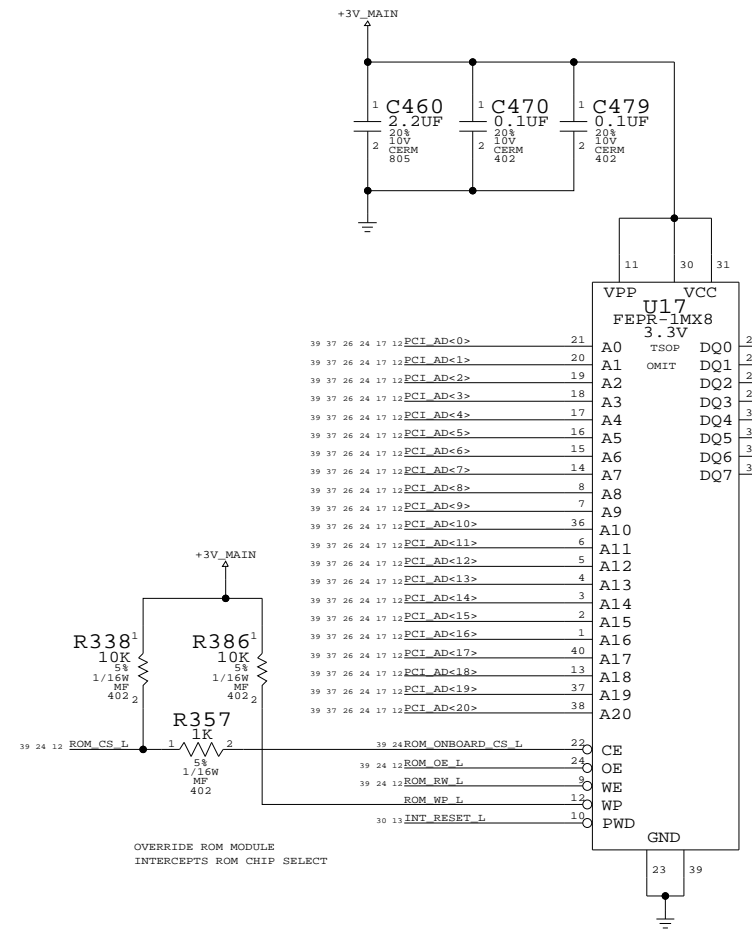 +3V_MAIN
1 C460
2.2UF
20%
10V
2 CERM
805
1 C470
0.1UF
20%
10V
2 CERM
402
1 C479
0.1UF
20%
10V
2 CERM
402
11 30 31
VPP VCC
U17
FEPR-1MX8
3.3V
TSOP
OMIT
39 37 26 24 17 12 PCI_AD<0> 21 A0 DQ0
39 37 26 24 17 12 PCI_AD<1> 20 A1 DQ1
39 37 26 24 17 12 PCI_AD<2> 19 A2 DQ2
39 37 26 24 17 12 PCI_AD<3> 18 A3 DQ3
39 37 26 24 17 12 PCI_AD<4> 17 A4 DQ4
39 37 26 24 17 12 PCI_AD<5> 16 A5 DQ5
39 37 26 24 17 12 PCI_AD<6> 15 A6 DQ6
39 37 26 24 17 12 PCI_AD<7> 14 A7 DQ7
39 37 26 24 17 12 PCI_AD<8> 8 A8
39 37 26 24 17 12 PCI_AD<9> 7 A9
39 37 26 24 17 12 PCI_AD<10> 36 A10
39 37 26 24 17 12 PCI_AD<11> 6 A11
39 37 26 24 17 12 PCI_AD<12> 5 A12
39 37 26 24 17 12 PCI_AD<13> 4 A13
39 37 26 24 17 12 PCI_AD<14> 3 A14
39 37 26 24 17 12 PCI_AD<15> 2 A15
39 37 26 24 17 12 PCI_AD<16> 1 A16
39 37 26 24 17 12 PCI_AD<17> 40 A17
39 37 26 24 17 12 PCI_AD<18> 13 A18
39 37 26 24 17 12 PCI_AD<19> 37 A19
39 37 26 24 17 12 PCI_AD<20> 38 A20
+3V_MAIN
R338 1
10K
5%
1/16W
MF
402 2
R386 1
10K
5%
1/16W
MF
402 2
R357
1K
39 24 12 ROM_CS_L 1 2
5%
1/16W
MF
402
39 24 ROM_ONBOARD_CS_L 22 CE
39 24 12 ROM_OE_L 24 OE
39 24 12 ROM_RW_L 9 WE
ROM_WP_L 12 WP
30 13 INT_RESET_L 10 PWD
GND
23 39
OVERRIDE ROM MODULE
INTERCEPTS ROM CHIP SELECT